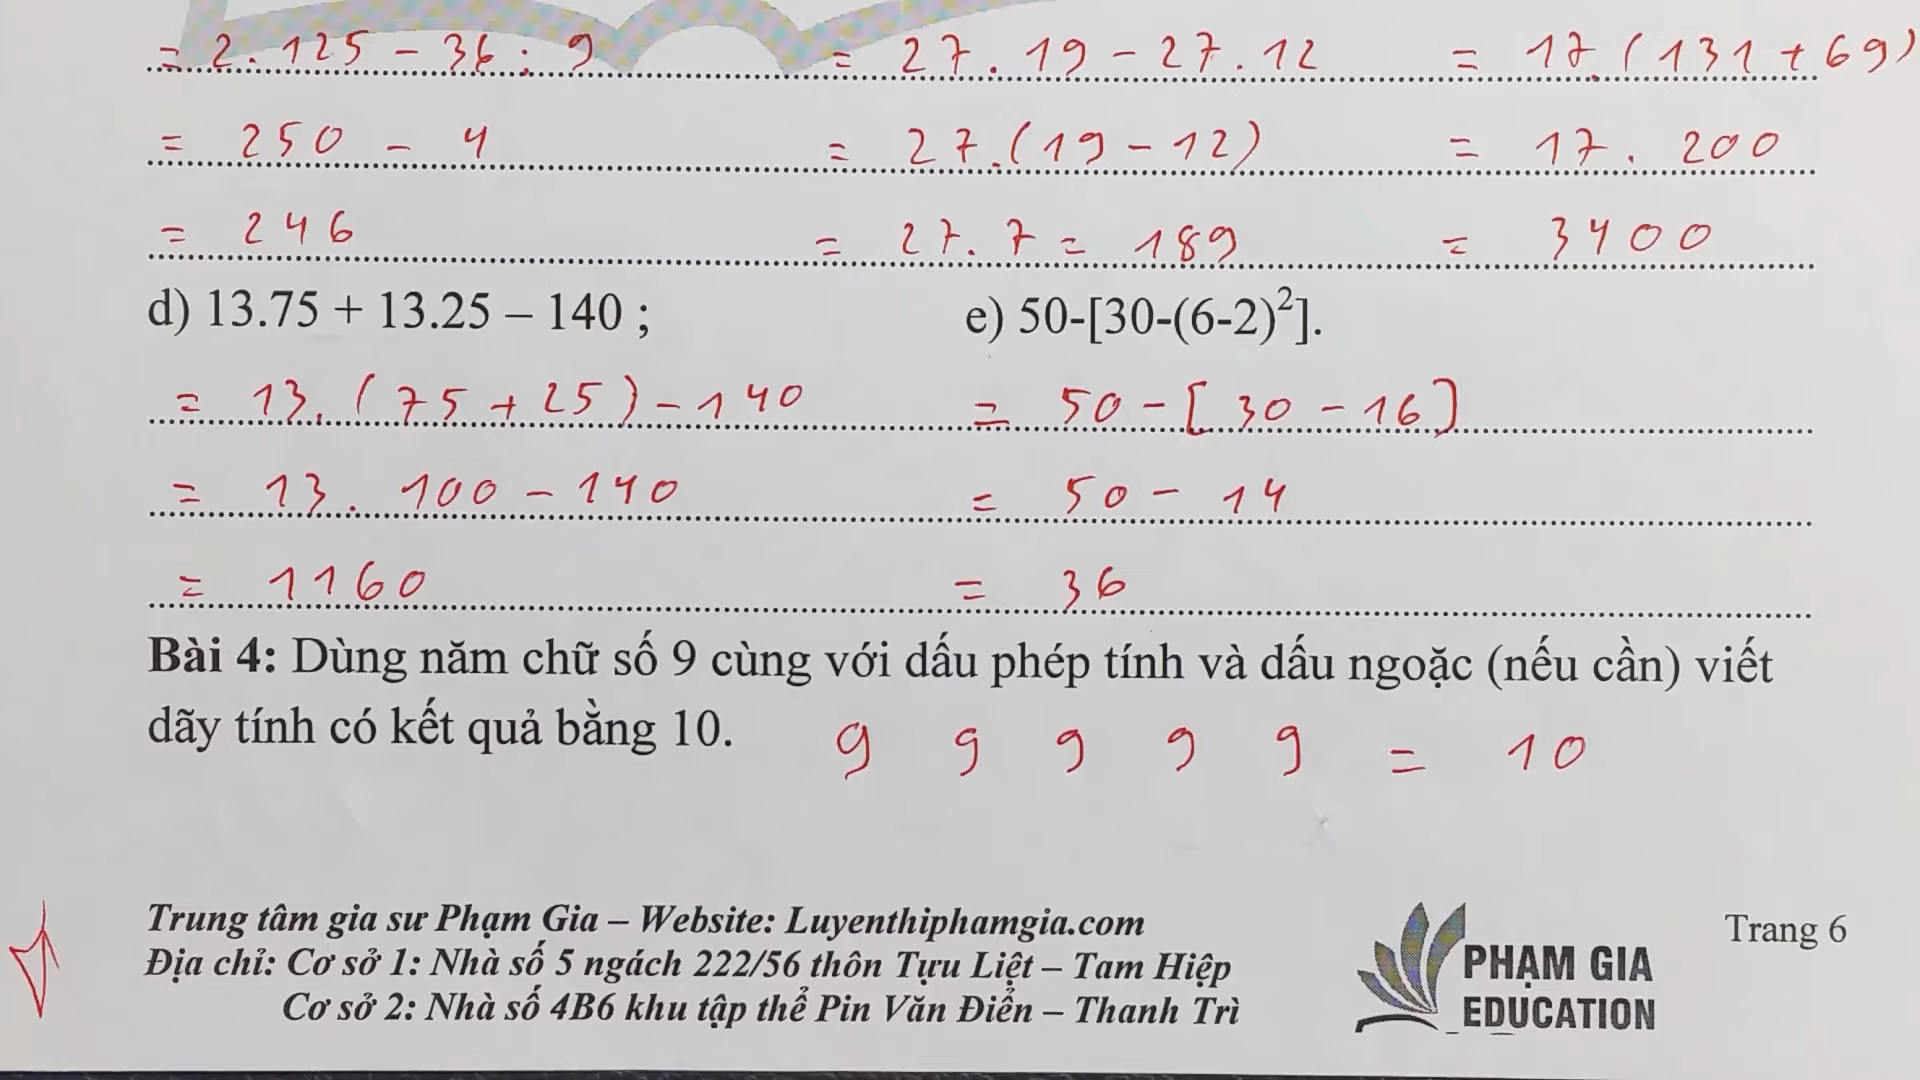 = 2.125 - 36 : 9 = 27.19 - 27.12 = 17.(131 + 69)
= 250 - 4 = 27.(19 - 12) = 17.200
= 246 = 27.7 = 189 = 3400
d) 13.75 + 13.25 – 140 ; e) 50-[30-(6-2)²].
= 13.(75 + 25) - 140 = 50 - [30 - 16]
= 13.100 - 140 = 50 - 14
= 1160 = 36
Bài 4: Dùng năm chữ số 9 cùng với dấu phép tính và dấu ngoặc (nếu cần) viết
dãy tính có kết quả bằng 10. 9 9 9 9 9 = 10
Trung tâm gia sư Phạm Gia – Website: Luyenthiphamgia.com
Địa chỉ: Cơ sở 1: Nhà số 5 ngách 222/56 thôn Tựu Liệt – Tam Hiệp
Cơ sở 2: Nhà số 4B6 khu tập thể Pin Văn Điển – Thanh Trì
PHẠM GIA
EDUCATION
Trang 6